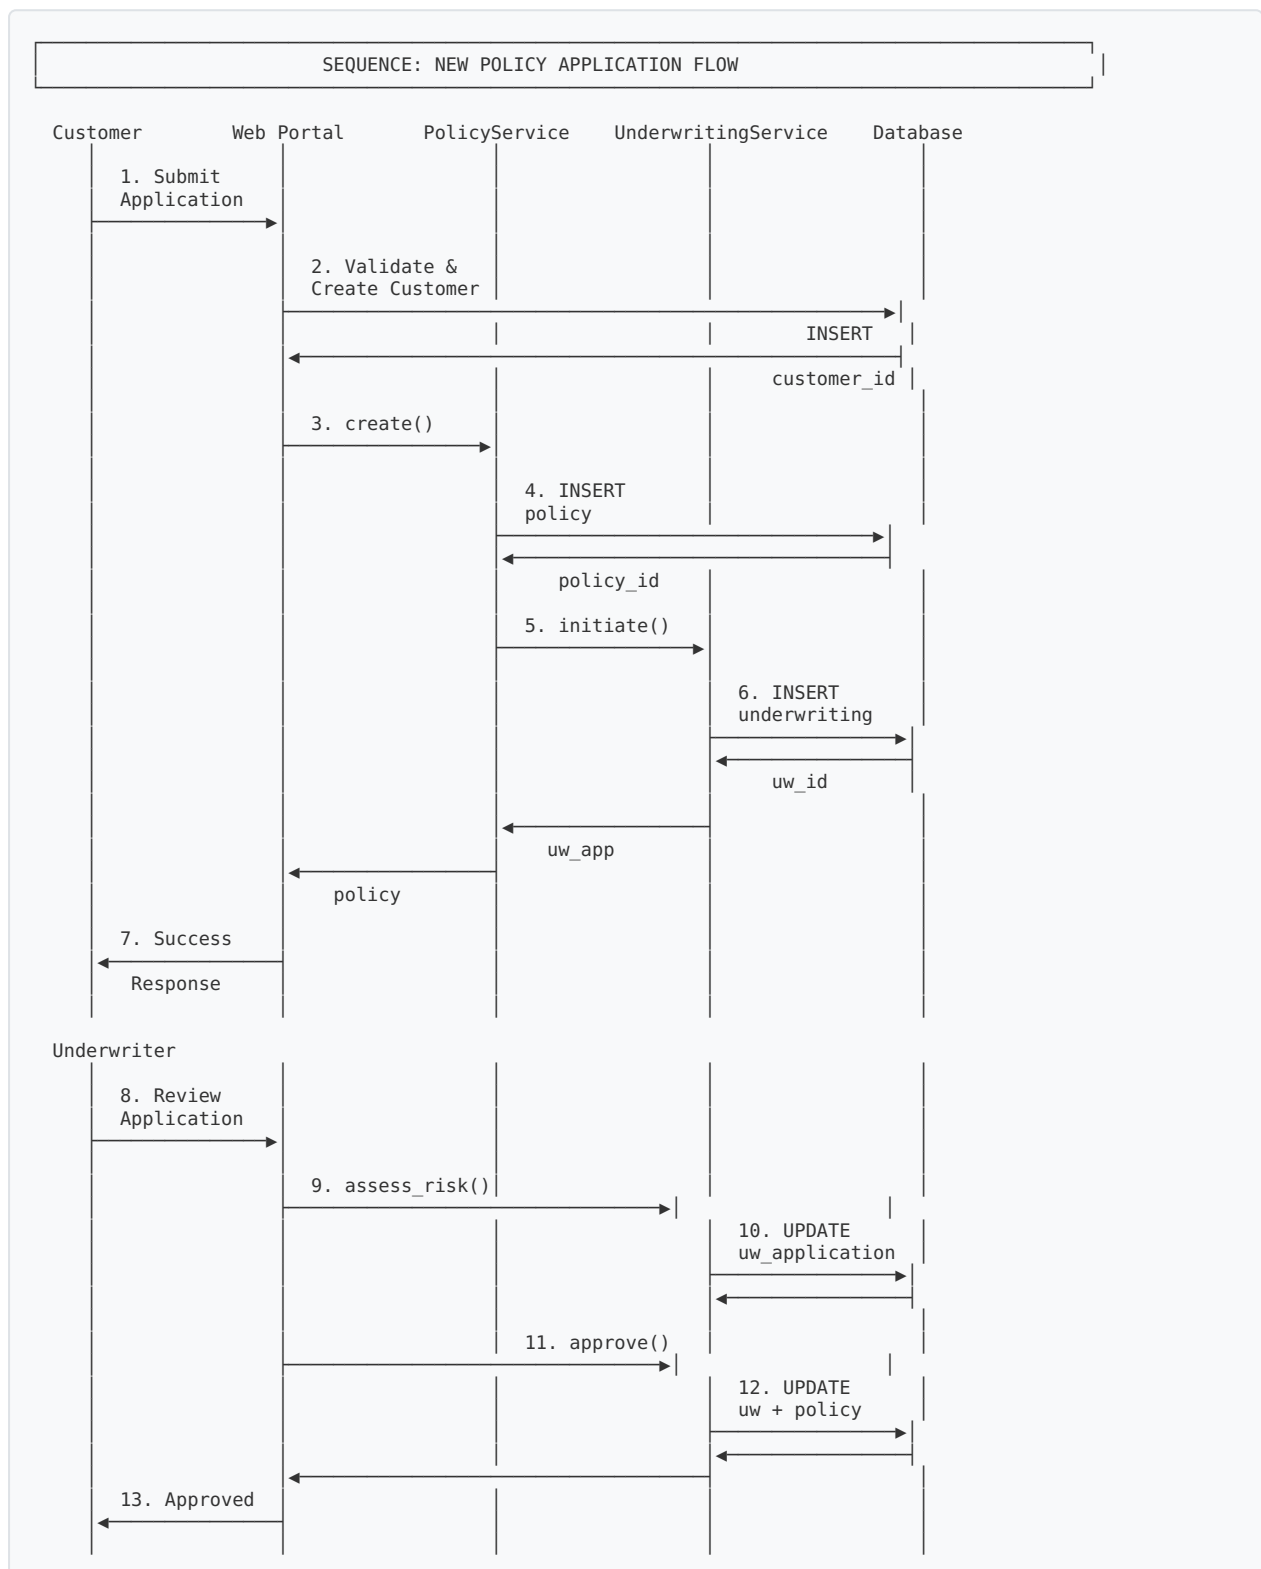 SEQUENCE: NEW POLICY APPLICATION FLOW
Customer Web Portal PolicyService UnderwritingService Database
1. Submit
Application
2. Validate &
Create Customer
INSERT
customer_id
3. create()
4. INSERT
policy
policy_id
5. initiate()
6. INSERT
underwriting
uw_id
uw_app
policy
7. Success
Response
Underwriter
8. Review
Application
9. assess_risk()
10. UPDATE
uw_application
11. approve()
12. UPDATE
uw + policy
13. Approved